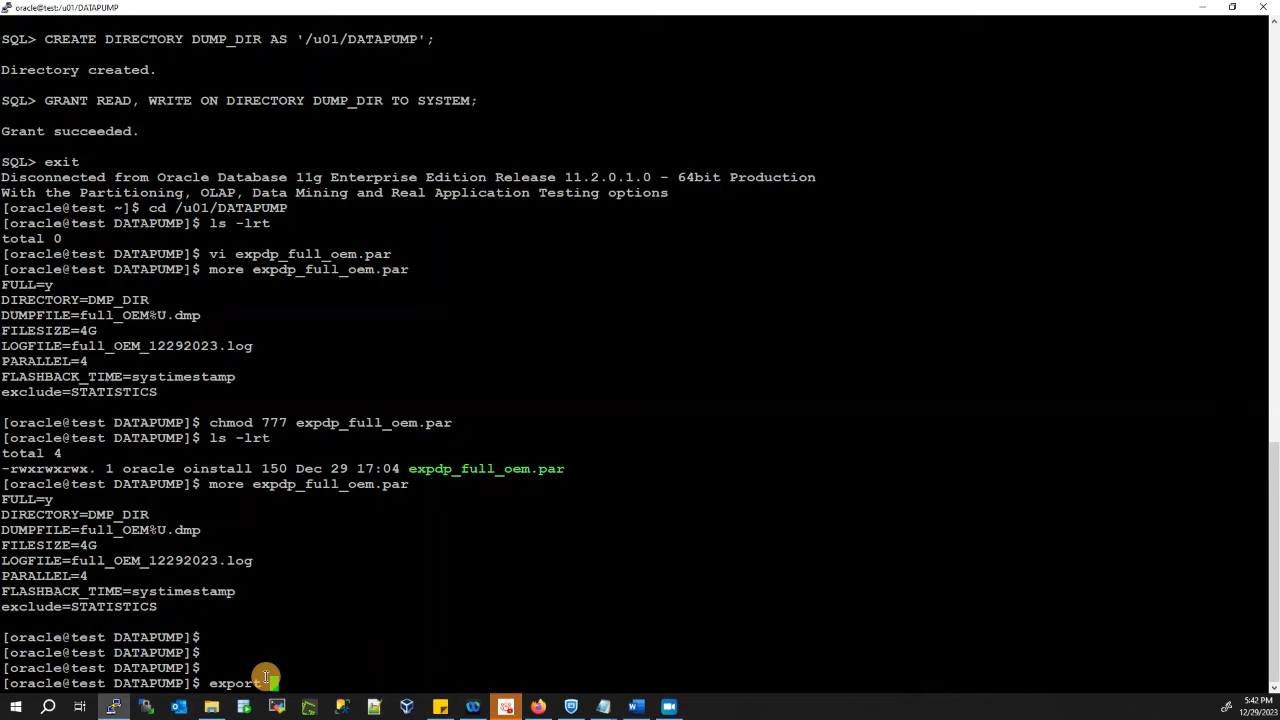 oracle@test:/u01/DATAPUMP
SQL> CREATE DIRECTORY DUMP_DIR AS '/u01/DATAPUMP';
Directory created.
SQL> GRANT READ, WRITE ON DIRECTORY DUMP_DIR TO SYSTEM;
Grant succeeded.
SQL> exit
Disconnected from Oracle Database 11g Enterprise Edition Release 11.2.0.1.0 - 64bit Production
With the Partitioning, OLAP, Data Mining and Real Application Testing options
[oracle@test ~]$ cd /u01/DATAPUMP
[oracle@test DATAPUMP]$ ls -lrt
total 0
[oracle@test DATAPUMP]$ vi expdp_full_oem.par
[oracle@test DATAPUMP]$ more expdp_full_oem.par
FULL=y
DIRECTORY=DMP_DIR
DUMPFILE=full_OEM%U.dmp
FILESIZE=4G
LOGFILE=full_OEM_12292023.log
PARALLEL=4
FLASHBACK_TIME=systimestamp
exclude=STATISTICS
[oracle@test DATAPUMP]$ chmod 777 expdp_full_oem.par
[oracle@test DATAPUMP]$ ls -lrt
total 4
-rwxrwxrwx. 1 oracle oinstall 150 Dec 29 17:04 expdp_full_oem.par
[oracle@test DATAPUMP]$ more expdp_full_oem.par
FULL=y
DIRECTORY=DMP_DIR
DUMPFILE=full_OEM%U.dmp
FILESIZE=4G
LOGFILE=full_OEM_12292023.log
PARALLEL=4
FLASHBACK_TIME=systimestamp
exclude=STATISTICS
[oracle@test DATAPUMP]$
[oracle@test DATAPUMP]$
[oracle@test DATAPUMP]$
[oracle@test DATAPUMP]$ export
5:42 PM
12/29/2023